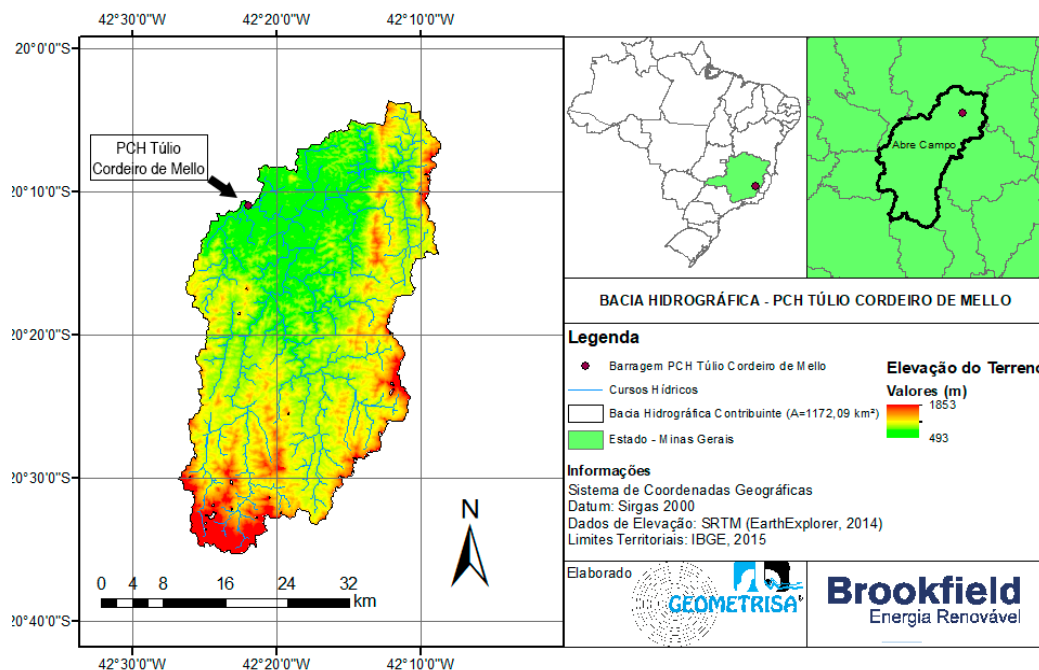 42°30'0"W 42°20'0"W 42°10'0"W
20°0'0"S
20°10'0"S
20°20'0"S
20°30'0"S
20°40'0"S
PCH Túlio
Cordeiro de Mello
N
0 4 8 16 24 32
km
42°30'0"W 42°20'0"W 42°10'0"W
Abre Campo
BACIA HIDROGRÁFICA - PCH TÚLIO CORDEIRO DE MELLO
Legenda
Barragem PCH Túlio Cordeio de Mello
Cursos Hídricos
Bacia Hidrográfica Contribuinte (A=1172,09 km²)
Estado - Minas Gerais
Elevação do Terreno
Valores (m)
1853
493
Informações
Sistema de Coordenadas Geográficas
Datum: Sirgas 2000
Dados de Elevação: SRTM (EarthExplorer, 2014)
Limites Territoriais: IBGE, 2015
Elaborado
GEOMETRISA
Brookfield
Energia Renovável